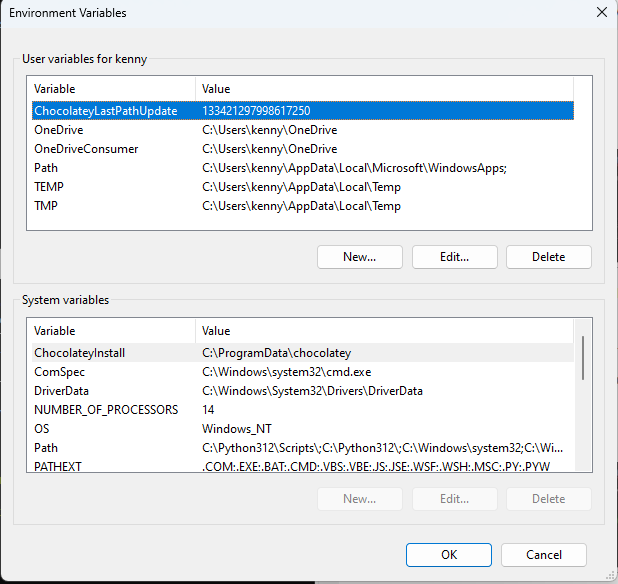 Environment Variables
User variables for kenny
Variable Value
ChocolateyLastPathUpdate 133421297998617250
OneDrive C:\Users\kenny\OneDrive
OneDriveConsumer C:\Users\kenny\OneDrive
Path C:\Users\kenny\AppData\Local\Microsoft\WindowsApps;
TEMP C:\Users\kenny\AppData\Local\Temp
TMP C:\Users\kenny\AppData\Local\Temp
New... Edit... Delete
System variables
Variable Value
ChocolateyInstall C:\ProgramData\chocolatey
ComSpec C:\Windows\system32\cmd.exe
DriverData C:\Windows\System32\Drivers\DriverData
NUMBER_OF_PROCESSORS 14
OS Windows_NT
Path C:\Python312\Scripts\;C:\Python312\;C:\Windows\system32;C:\Wi...
PATHEXT .COM;.EXE;.BAT;.CMD;.VBS;.VBE;.JS;.JSE;.WSF;.WSH;.MSC;.PY;.PYW
New... Edit... Delete
OK Cancel